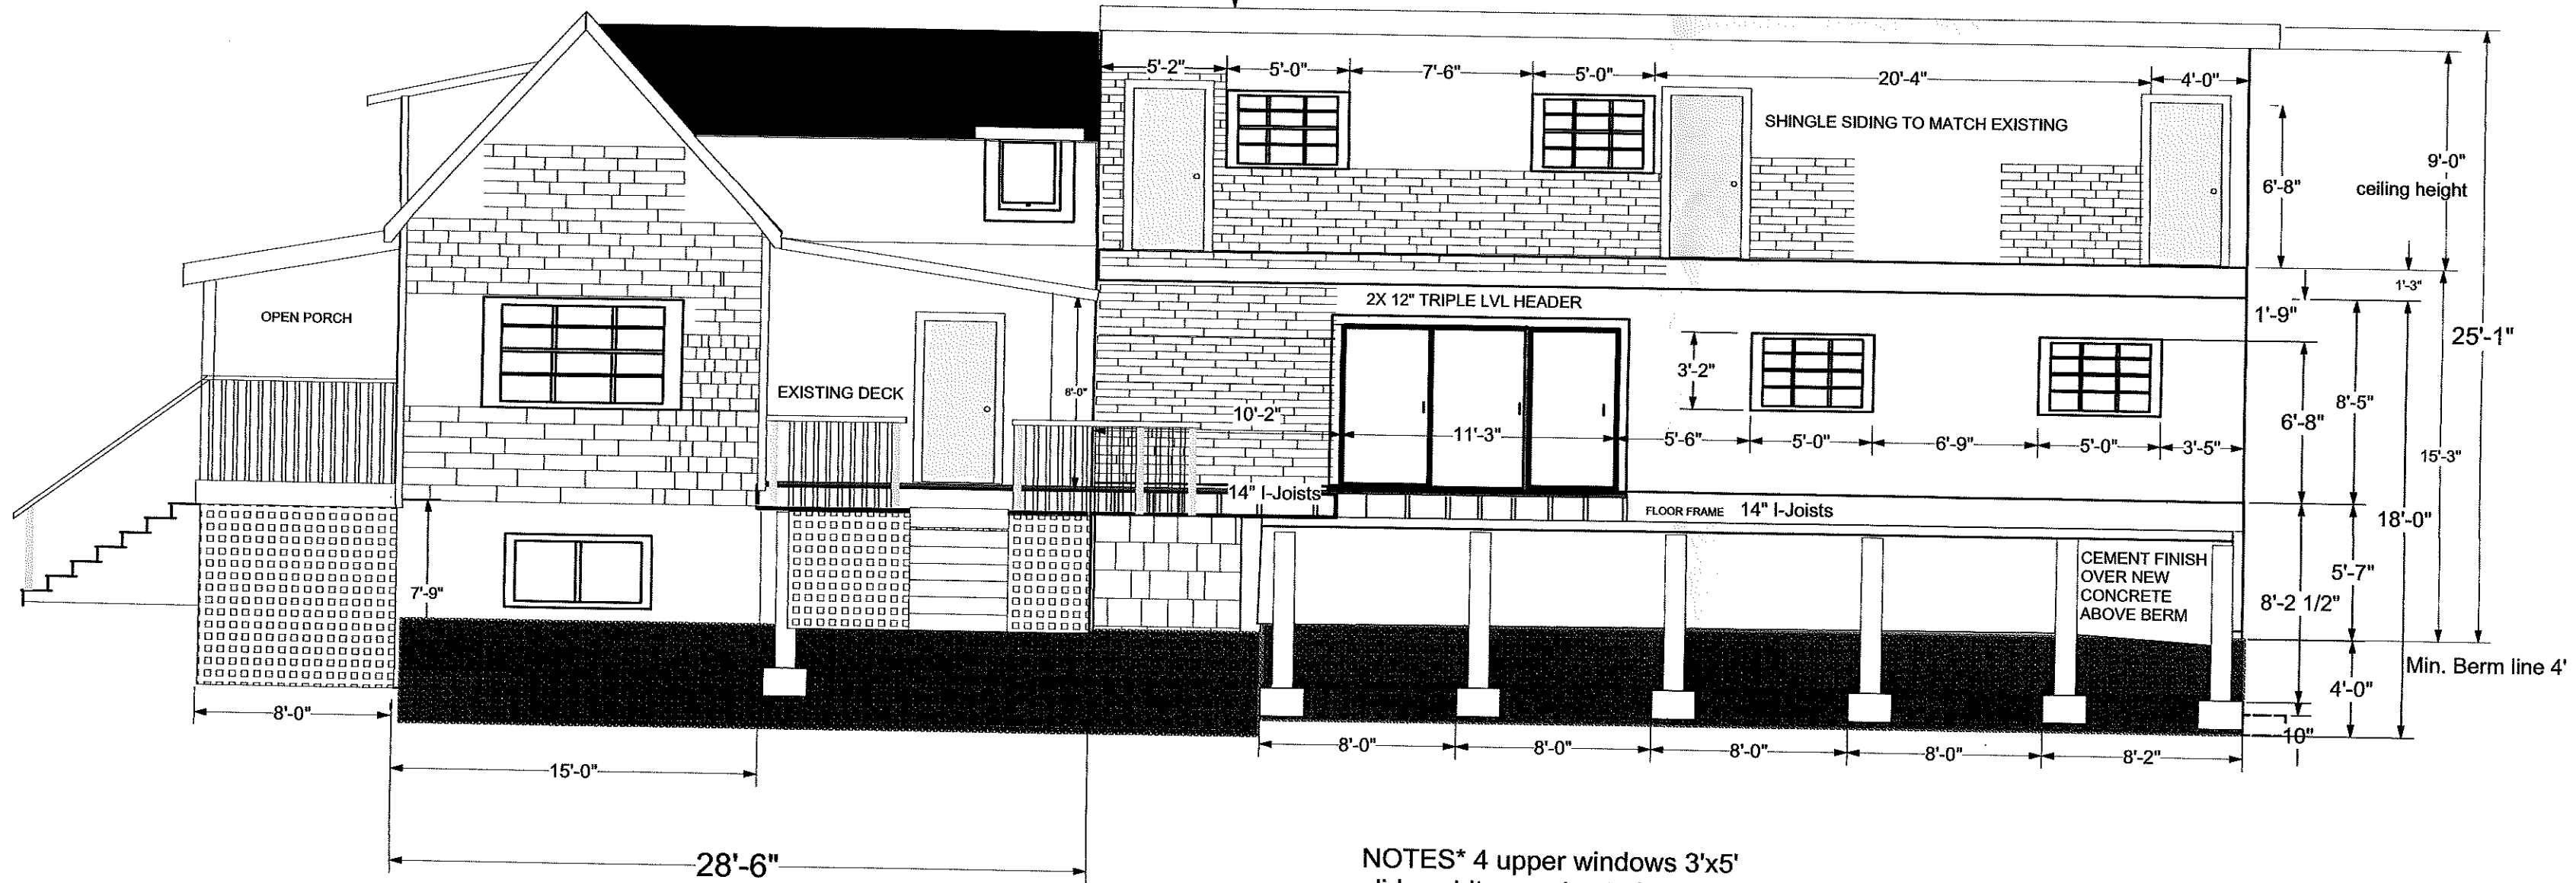 5'-2" 5'-0" 7'-6" 5'-0" 20'-4" 4'-0"
SHINGLE SIDING TO MATCH EXISTING
6'-8"
9'-0"
ceiling height
1'-3"
1'-9"
25'-1"
OPEN PORCH
2X 12" TRIPLE LVL HEADER
EXISTING DECK
10'-2"
11'-3"
3'-2"
5'-6" 5'-0" 6'-9" 5'-0" 3'-5"
6'-8"
8'-5"
15'-3"
18'-0"
14" I-Joists
FLOOR FRAME 14" I-Joists
7'-9"
CEMENT FINISH
OVER NEW
CONCRETE
ABOVE BERM
5'-7"
8'-2 1/2"
Min. Berm line 4'
4'-0"
10"
8'-0"
8'-0" 8'-0" 8'-0" 8'-0" 8'-2"
15'-0"
28'-6"
NOTES* 4 upper windows 3'x5'